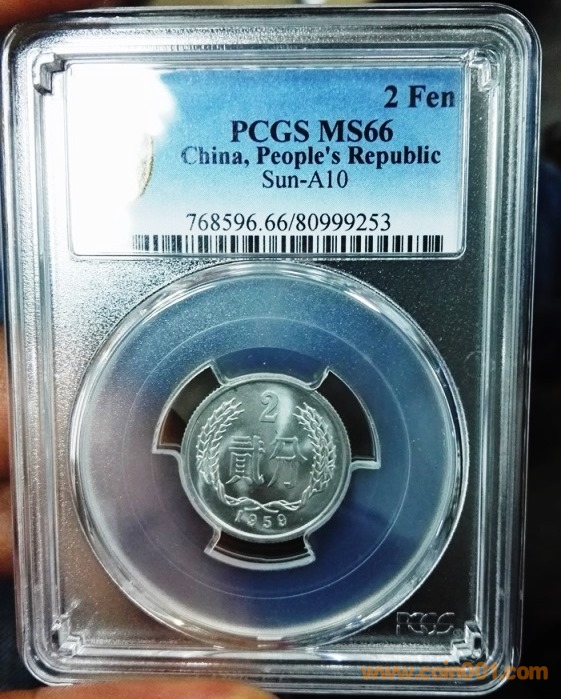 2 Fen
PCGS MS66
China, People's Republic
Sun-A10
768596.66/80999253
2
貳分
1959
PCGS
www.coin001.com